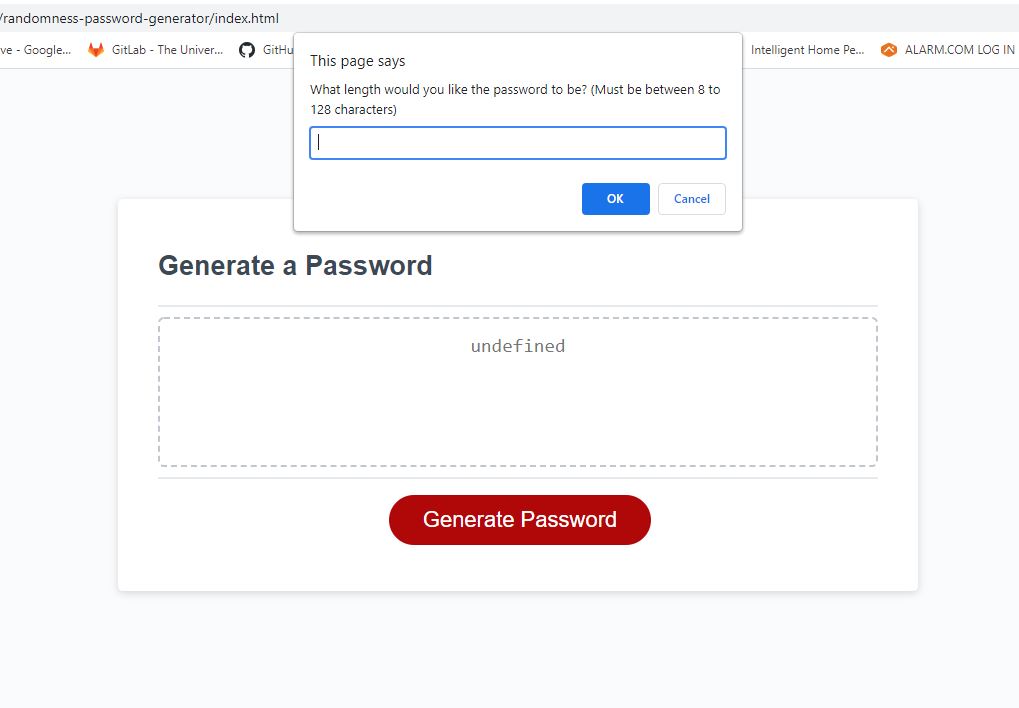 /randomness-password-generator/index.html
ve - Google... GitLab - The Univer... GitHu Intelligent Home Pe... ALARM.COM LOG IN
This page says
What length would you like the password to be? (Must be between 8 to
128 characters)
OK Cancel
Generate a Password
undefined
Generate Password